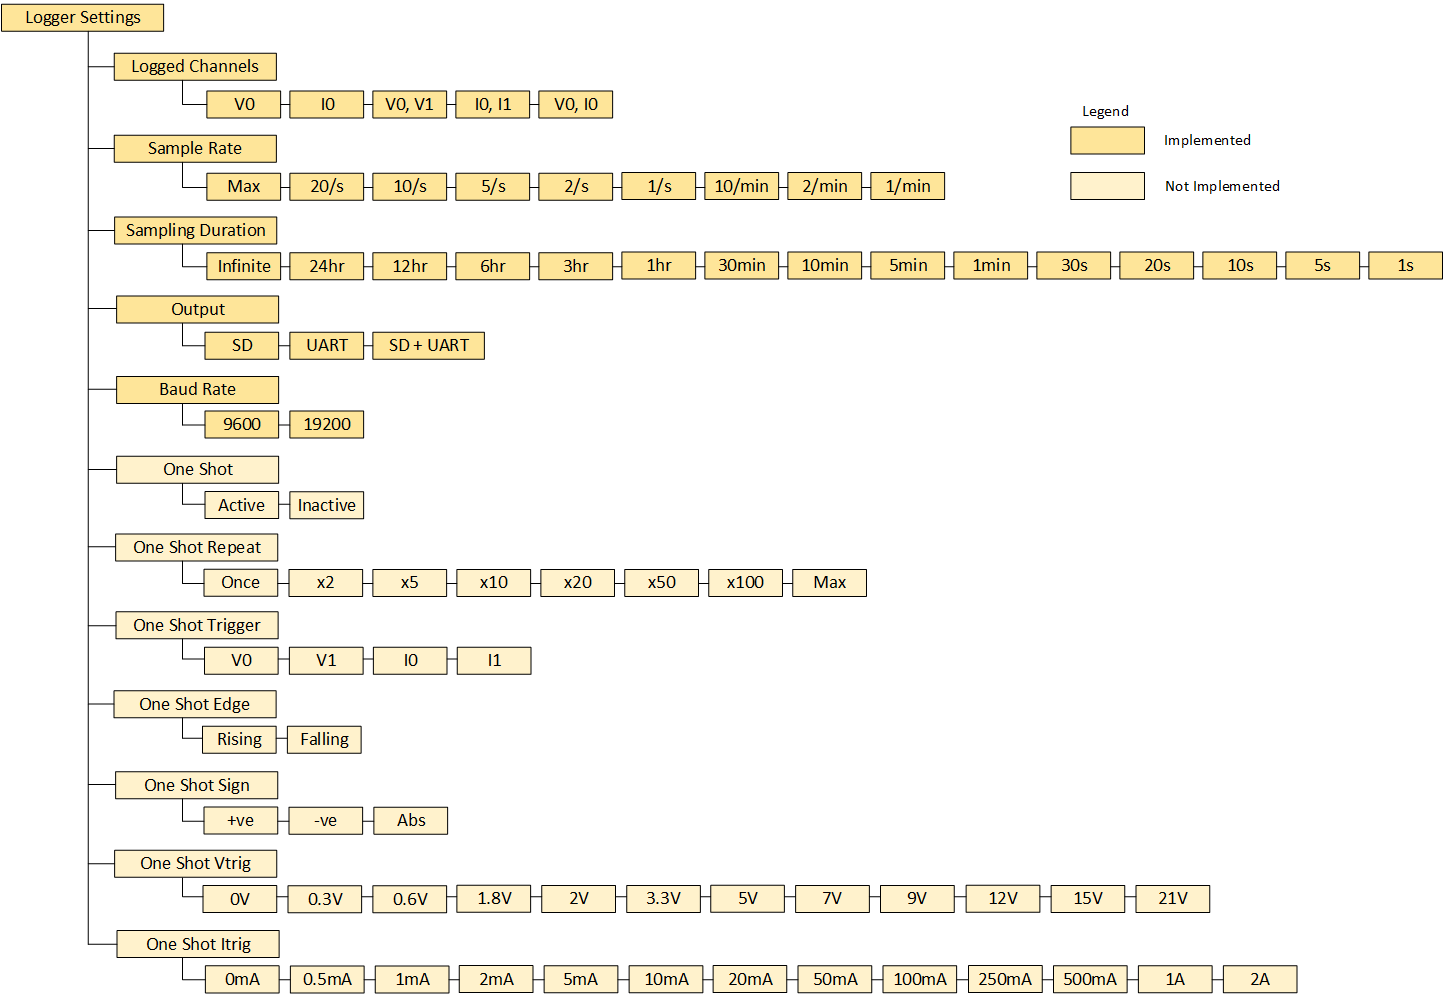 Logger Settings
Logged Channels
V0 I0 V0, V1 I0, I1 V0, I0
Legend
Implemented
Not Implemented
Sample Rate
Max 20/s 10/s 5/s 2/s 1/s 10/min 2/min 1/min
Sampling Duration
Infinite 24hr 12hr 6hr 3hr 1hr 30min 10min 5min 1min 30s 20s 10s 5s 1s
Output
SD UART SD + UART
Baud Rate
9600 19200
One Shot
Active Inactive
One Shot Repeat
Once x2 x5 x10 x20 x50 x100 Max
One Shot Trigger
V0 V1 I0 I1
One Shot Edge
Rising Falling
One Shot Sign
+ve -ve Abs
One Shot Vtrig
0V 0.3V 0.6V 1.8V 2V 3.3V 5V 7V 9V 12V 15V 21V
One Shot Itrig
0mA 0.5mA 1mA 2mA 5mA 10mA 20mA 50mA 100mA 250mA 500mA 1A 2A